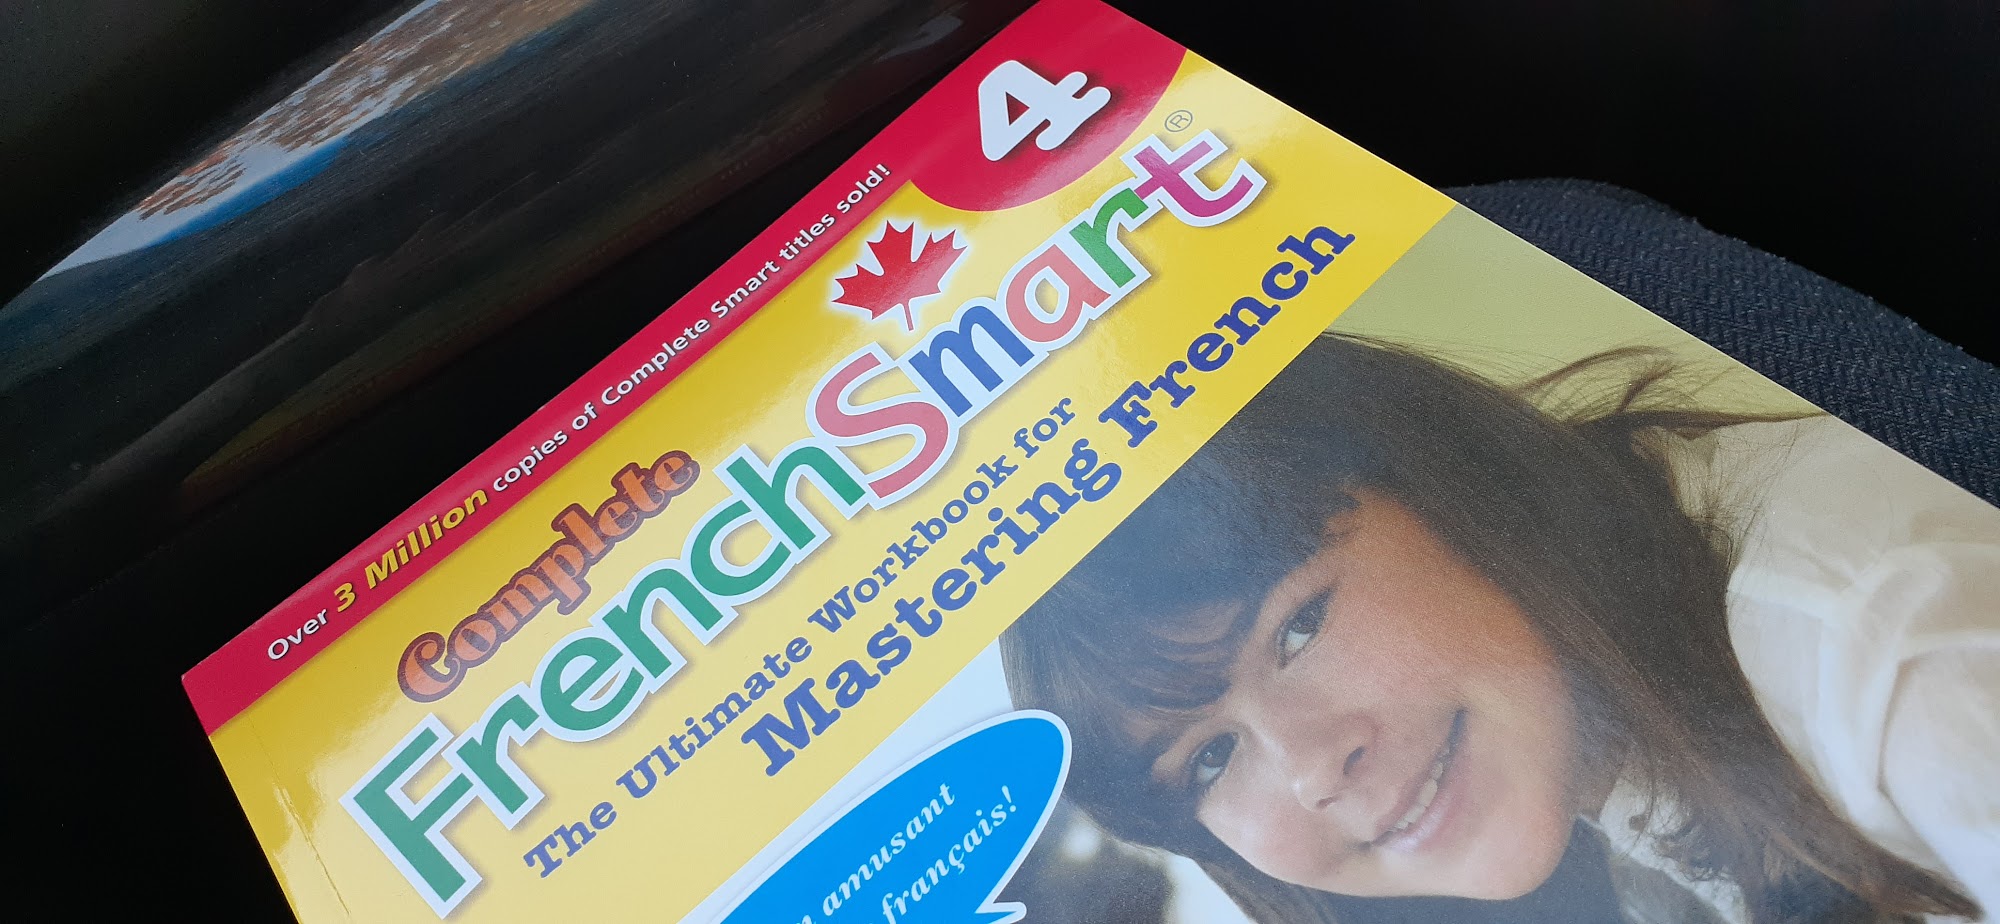 Over 3 Million copies of Complete Smart titles sold!
4
Complete
FrenchSmart®
The Ultimate Workbook for
Mastering French
amusant
français!